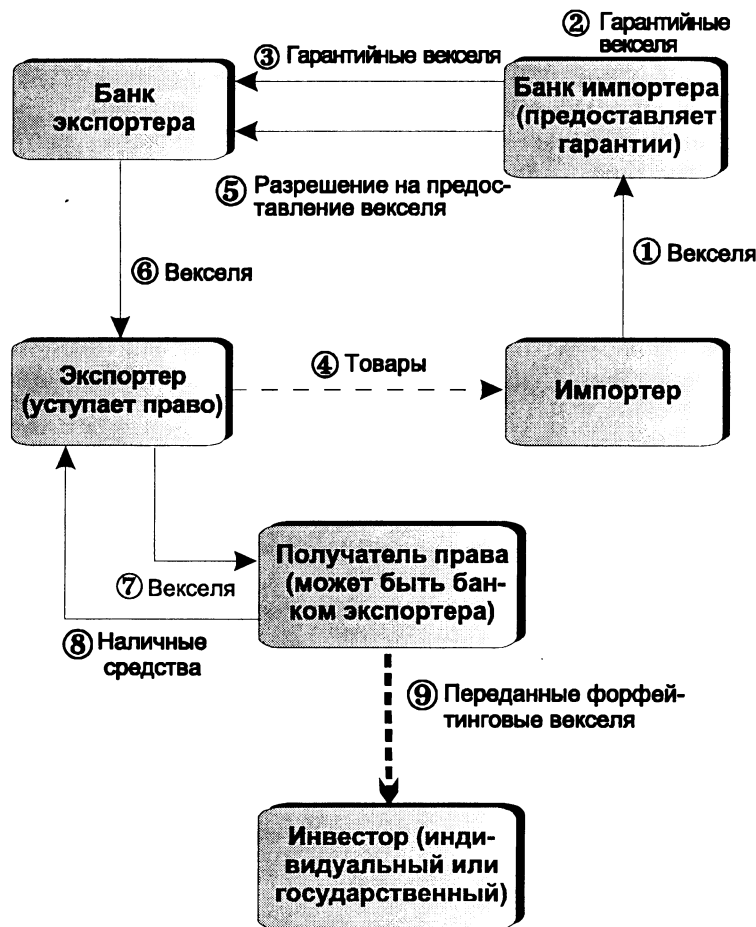 ② Гарантийные
векселя
③ Гарантийные векселя
Банк
экспортера
Банк импортера
(предоставляет
гарантии)
⑤ Разрешение на предос-
тавление векселя
① Векселя
⑥ Векселя
④ Товары
Экспортер
(уступает право)
Импортер
Получатель права
(может быть бан-
ком экспортера)
⑦ Векселя
⑧ Наличные
средства
⑨ Переданные форфей-
тинговые векселя
Инвестор (инди-
видуальный или
государственный)